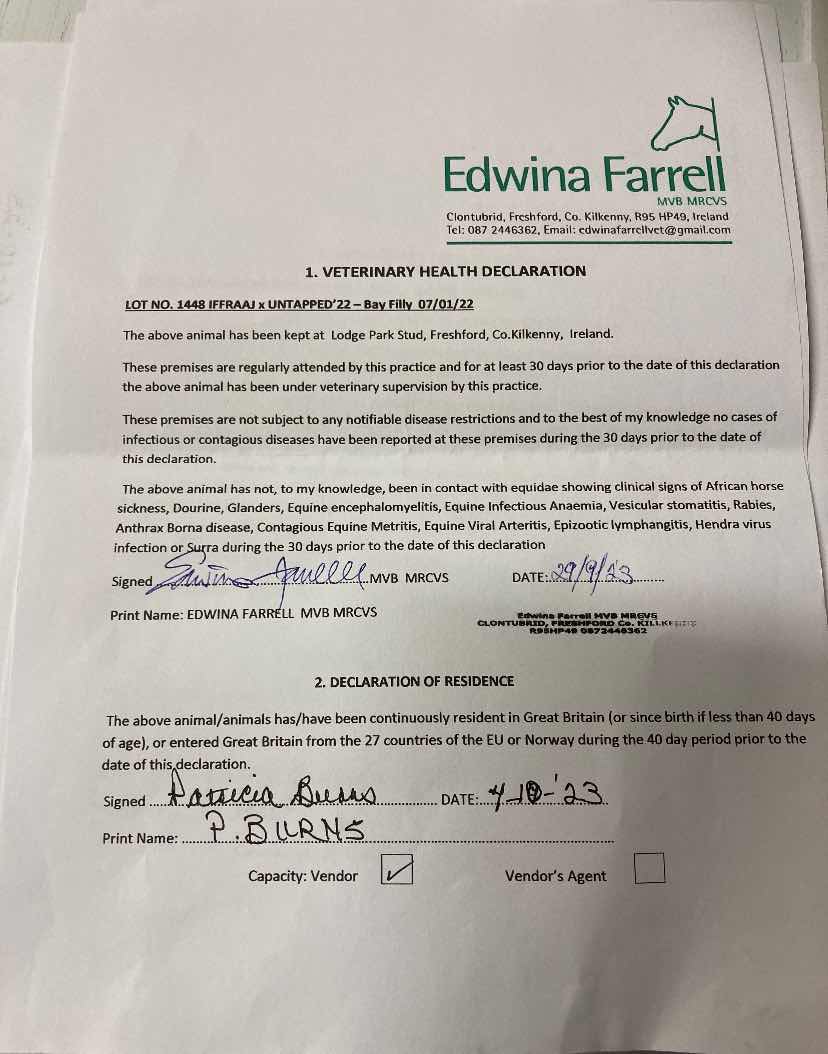 Edwina Farrell
MVB MRCVS
Clontubrid, Freshford, Co. Kilkenny, R95 HP49, Ireland
Tel: 087 2446362, Email: edwinafarrellvet@gmail.com
1. VETERINARY HEALTH DECLARATION
LOT NO. 1448 IFFRAAJ x UNTAPPED'22 – Bay Filly 07/01/22
The above animal has been kept at Lodge Park Stud, Freshford, Co.Kilkenny, Ireland.
These premises are regularly attended by this practice and for at least 30 days prior to the date of this declaration
the above animal has been under veterinary supervision by this practice.
These premises are not subject to any notifiable disease restrictions and to the best of my knowledge no cases of
infectious or contagious diseases have been reported at these premises during the 30 days prior to the date of
this declaration.
The above animal has not, to my knowledge, been in contact with equidae showing clinical signs of African horse
sickness, Dourine, Glanders, Equine encephalomyelitis, Equine Infectious Anaemia, Vesicular stomatitis, Rabies,
Anthrax Borna disease, Contagious Equine Metritis, Equine Viral Arteritis, Epizootic lymphangitis, Hendra virus
infection or Surra during the 30 days prior to the date of this declaration
Signed Edwina Farrell MVB MRCVS DATE: 29/9/23
Print Name: EDWINA FARRELL MVB MRCVS
Edwina Farrell MVB MRCVS
CLONTUBRID, FRESHFORD Co. KILLKENNY
R95HP49 0872446362
2. DECLARATION OF RESIDENCE
The above animal/animals has/have been continuously resident in Great Britain (or since birth if less than 40 days
of age), or entered Great Britain from the 27 countries of the EU or Norway during the 40 day period prior to the
date of this declaration.
Signed Patricia Burns DATE: 4-10-'23
Print Name: P. BURNS
Capacity: Vendor ✓ Vendor's Agent